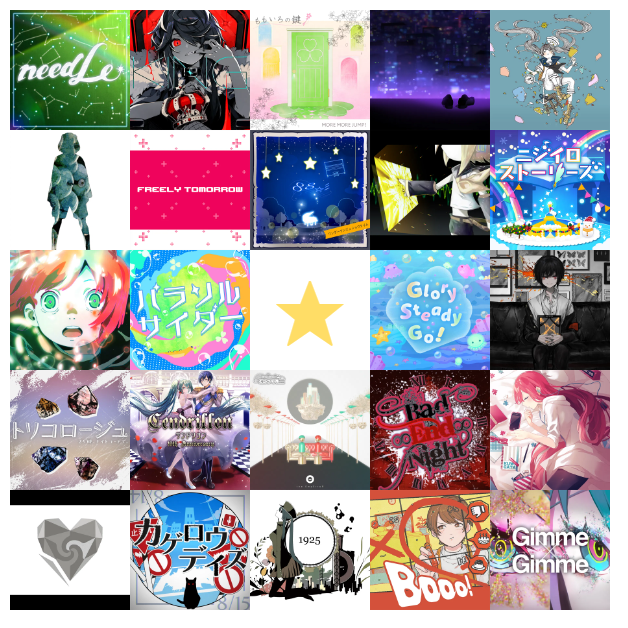 needLe
ももいろの鍵
MORE MORE JUMP!
FREELY TOMORROW
ニジイロ
ストーリーズ
パラソル
サイダー
Glory
Steady
Go!
トリコロージュ
Cendrillon
Bad
End
Night
カゲロウ
デイズ
8/15
1925
Booo!
Gimme
×
Gimme